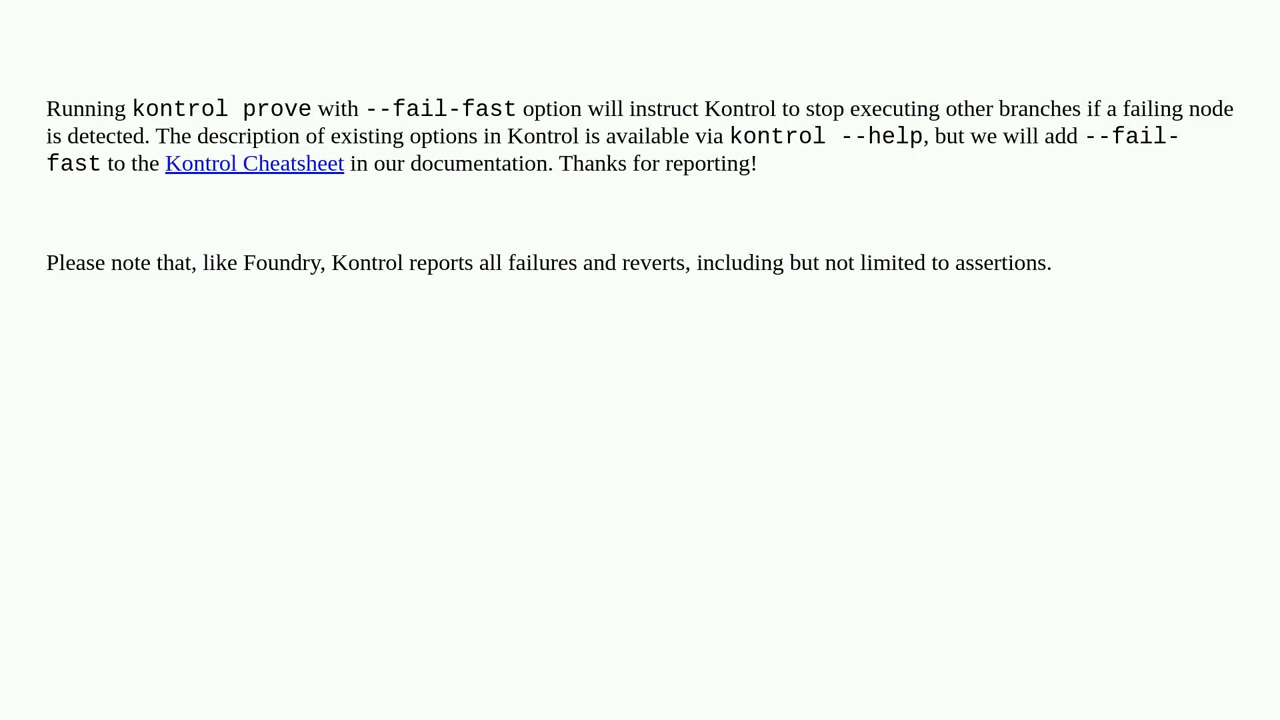 Running kontrol prove with --fail-fast option will instruct Kontrol to stop executing other branches if a failing node
is detected. The description of existing options in Kontrol is available via kontrol --help, but we will add --fail-
fast to the Kontrol Cheatsheet in our documentation. Thanks for reporting!
Please note that, like Foundry, Kontrol reports all failures and reverts, including but not limited to assertions.